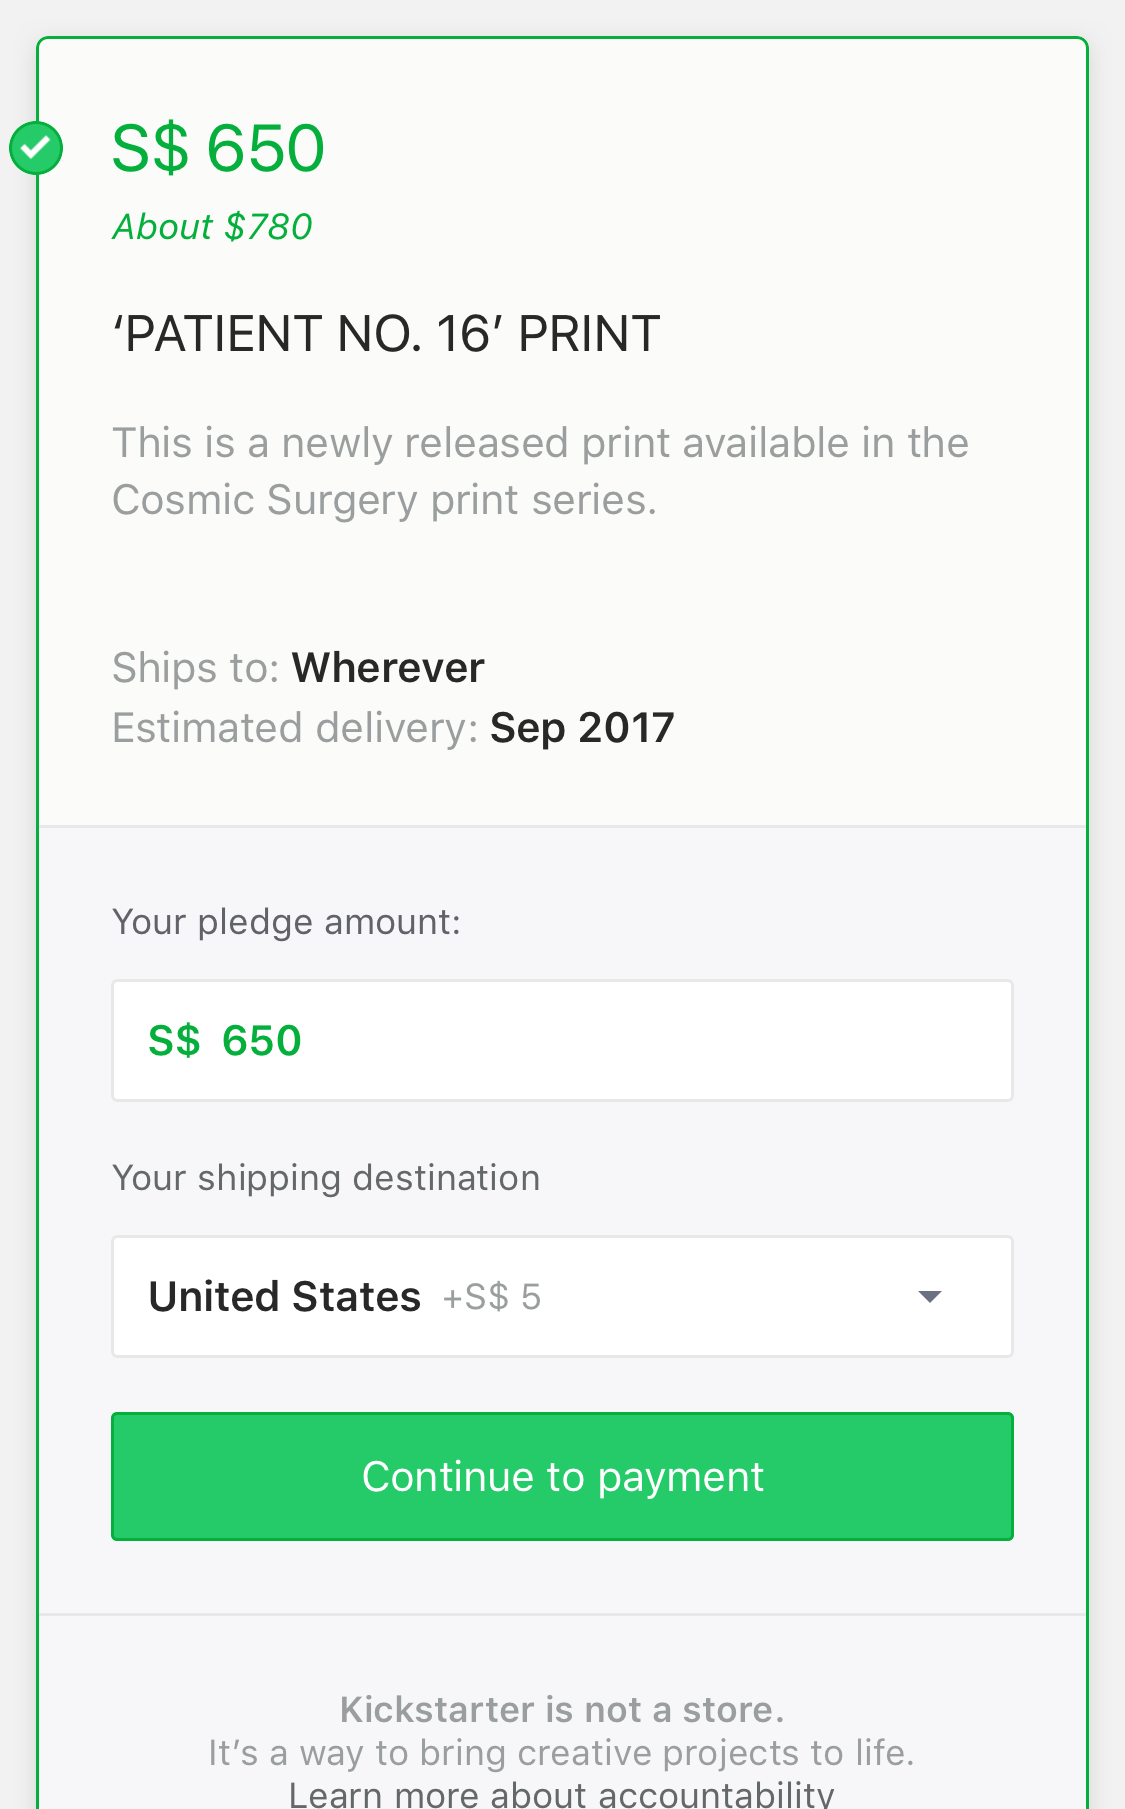 S$ 650
About $780
‘PATIENT NO. 16’ PRINT
This is a newly released print available in the
Cosmic Surgery print series.
Ships to: Wherever
Estimated delivery: Sep 2017
Your pledge amount:
S$ 650
Your shipping destination
United States +S$ 5
Continue to payment
Kickstarter is not a store.
It’s a way to bring creative projects to life.
Learn more about accountability